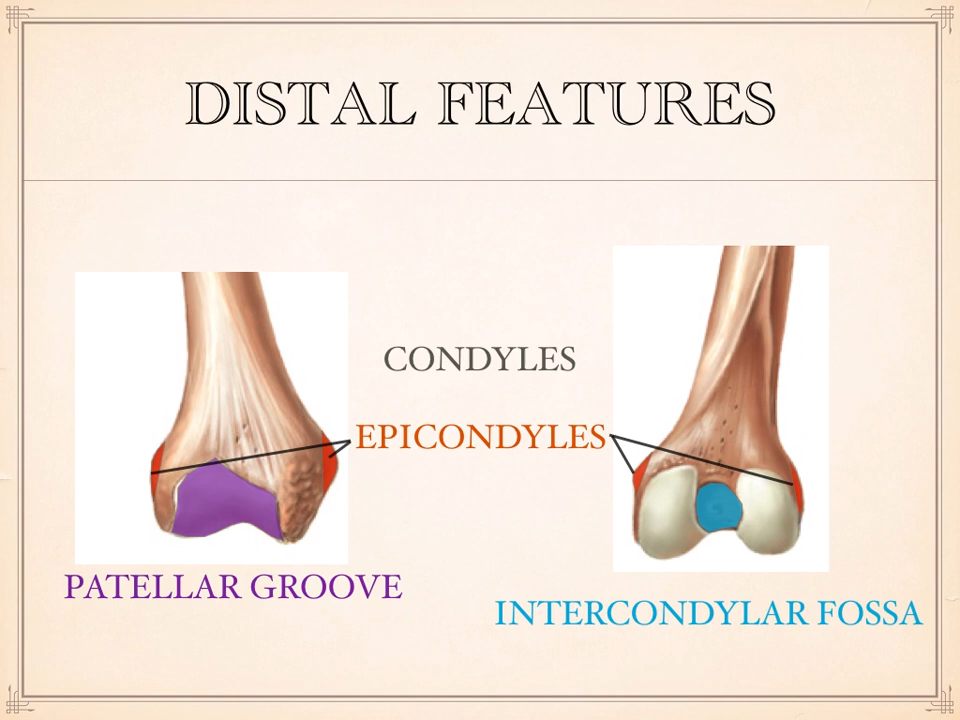 DISTAL FEATURES
CONDYLES
EPICONDYLES
PATELLAR GROOVE
INTERCONDYLAR FOSSA